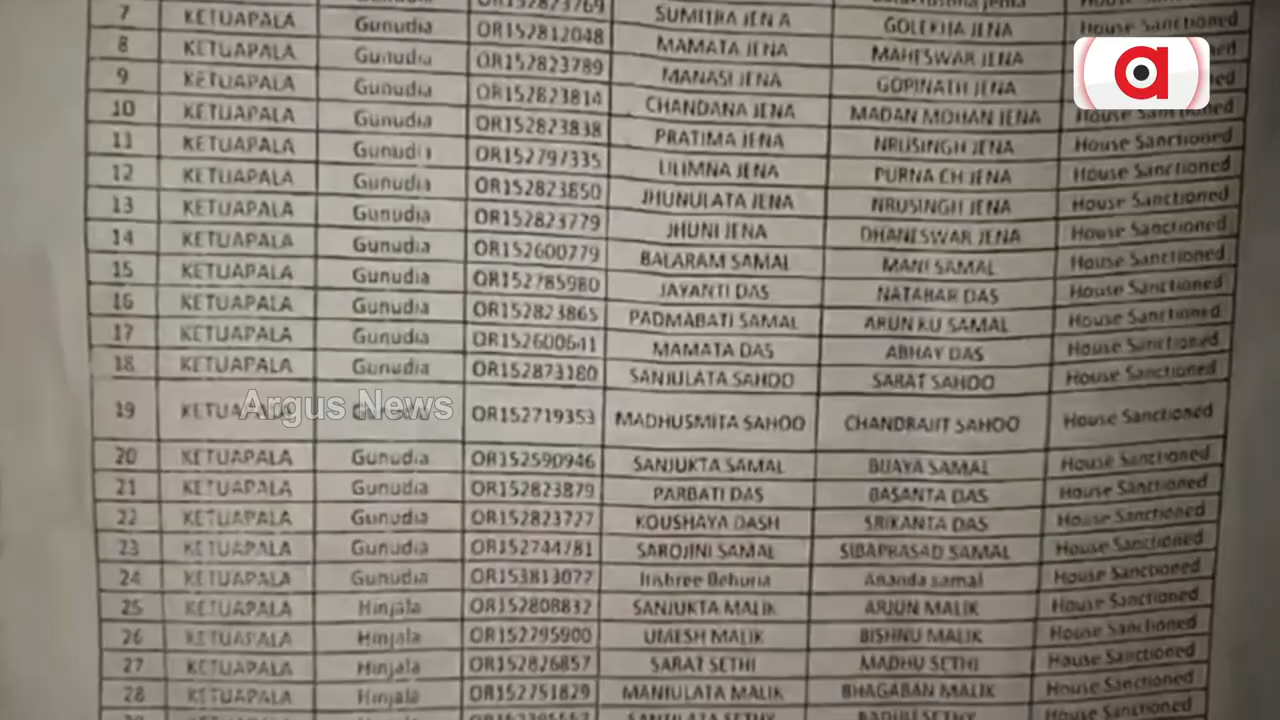 OR152823769 SUMITRA JENA GOLEKHA JENA House Sanctioned
7 KETUAPALA Gunudia OR152812048 MAMATA JENA MAHESWAR JENA
8 KETUAPALA Gunudia OR152823789 MANASI JENA GOPINATH JENA
9 KETUAPALA Gunudia OR152823814 CHANDANA JENA MADAN MOHAN JENA House Sanctioned
10 KETUAPALA Gunudia OR152823838 PRATIMA JENA NRUSINGH JENA House Sanctioned
11 KETUAPALA Gunudia OR152797335 LILIMNA JENA PURNA CH JENA House Sanctioned
12 KETUAPALA Gunudia OR152823850 JHUNULATA JENA NRUSINGH JENA House Sanctioned
13 KETUAPALA Gunudia OR152823779 JHUNI JENA DHANESWAR JENA House Sanctioned
14 KETUAPALA Gunudia OR152600779 BALARAM SAMAL MANI SAMAL House Sanctioned
15 KETUAPALA Gunudia OR152785980 JAYANTI DAS NATABAR DAS House Sanctioned
16 KETUAPALA Gunudia OR152823865 PADMABATI SAMAL ARUN KU SAMAL House Sanctioned
17 KETUAPALA Gunudia OR152600641 MAMATA DAS ABHAY DAS House Sanctioned
18 KETUAPALA Gunudia OR152873180 SANJULATA SAHOO SARAT SAHOO House Sanctioned
19 KETUAPALA Gunudia OR152719353 MADHUSMITA SAHOO CHANDRAJIT SAHOO House Sanctioned
Argus News
20 KETUAPALA Gunudia OR152590946 SANJUKTA SAMAL BIJAYA SAMAL House Sanctioned
21 KETUAPALA Gunudia OR152823879 PARBATI DAS BASANTA DAS House Sanctioned
22 KETUAPALA Gunudia OR152823727 KOUSHAYA DASH SRIKANTA DAS House Sanctioned
23 KETUAPALA Gunudia OR152744781 SAROJINI SAMAL SIBAPRASAD SAMAL House Sanctioned
24 KETUAPALA Gunudia OR153813077 Behuria Ananda samal House Sanctioned
25 KETUAPALA Hinjala OR152808832 SANJUKTA MALIK ARJUN MALIK House Sanctioned
26 KETUAPALA Hinjala OR152795900 UMESH MALIK BISHNU MALIK House Sanctioned
27 KETUAPALA Hinjala OR152826857 SARAT SETHI MADHU SETHI House Sanctioned
28 KETUAPALA Hinjala OR152751829 MANJULATA MALIK BHAGABAN MALIK House Sanctioned